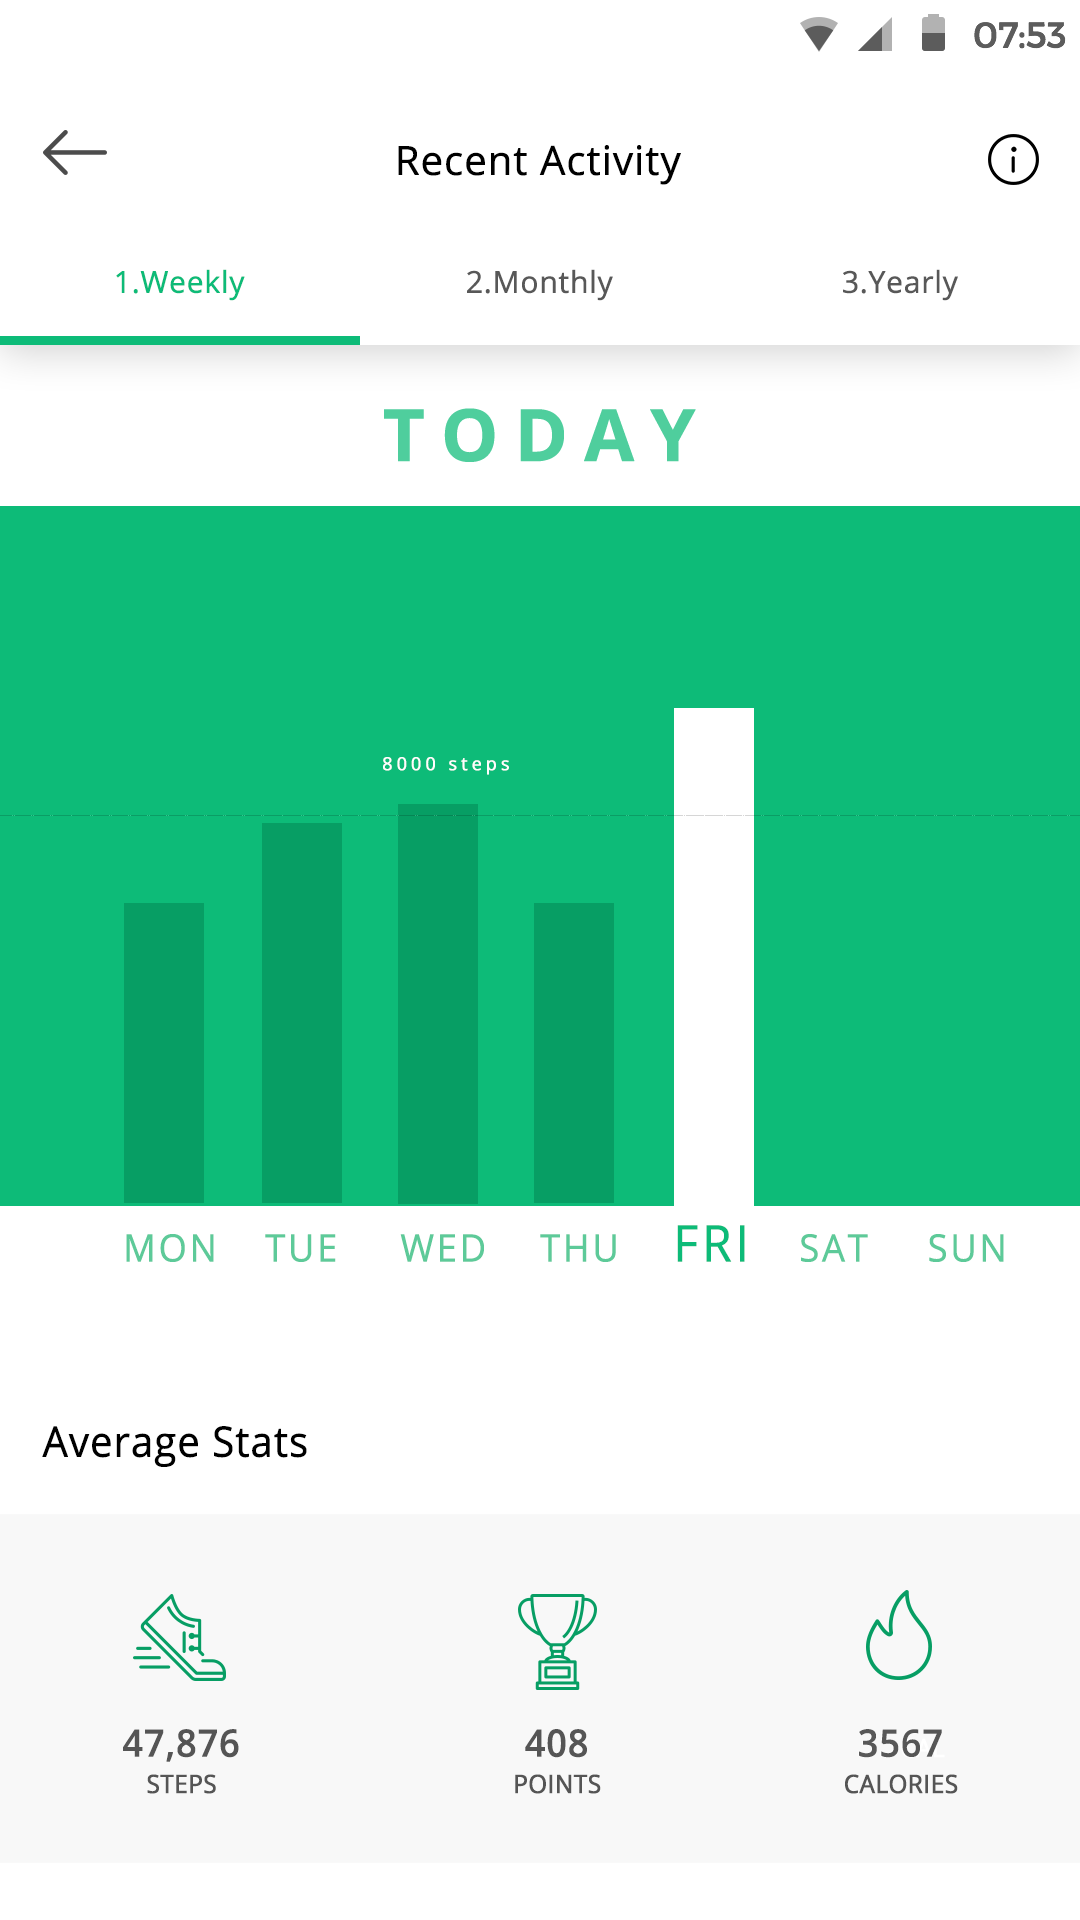 07:53
Recent Activity
1.Weekly 2.Monthly 3.Yearly
TODAY
8000 steps
MON TUE WED THU FRI SAT SUN
Average Stats
47,876 408 3567
STEPS POINTS CALORIES